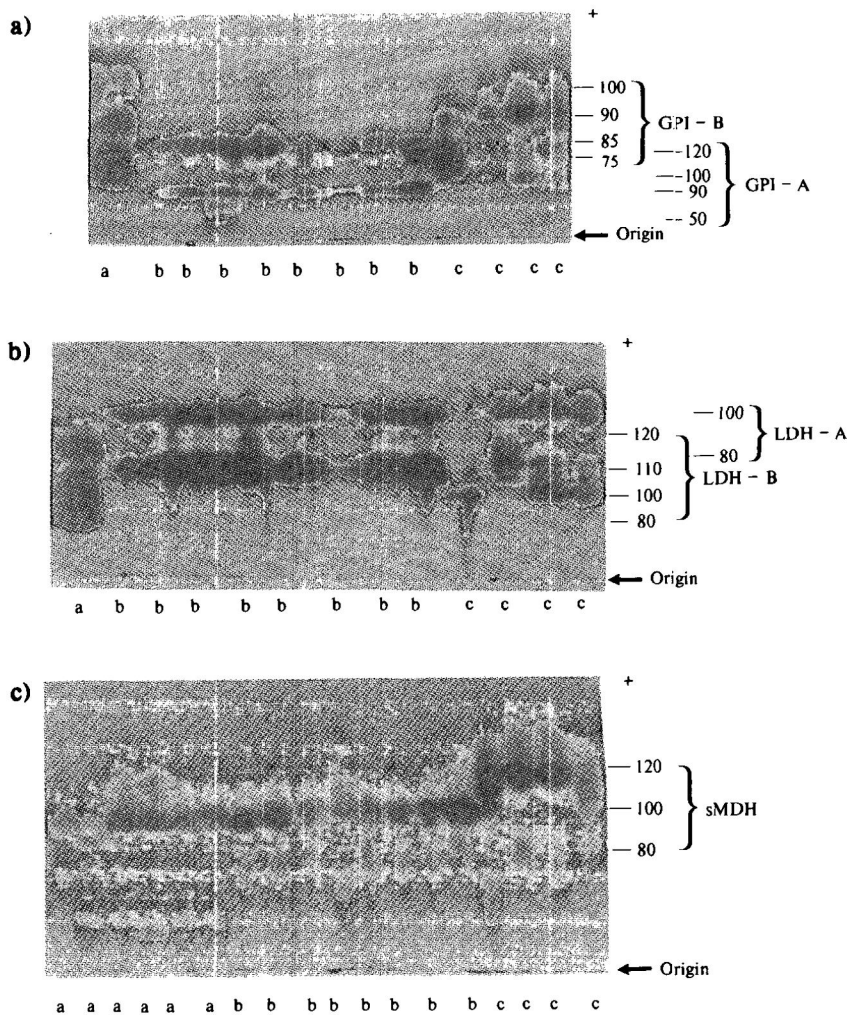 a)
+
100
90
85
75
GPI – B
120
100
90
50
GPI – A
Origin
a b b b b b b b b c c c c
b)
+
100
80
LDH – A
120
110
100
80
LDH – B
Origin
a b b b b b b b b c c c c
c)
+
120
100
80
sMDH
Origin
a a a a a a b b b b b b b b c c c c